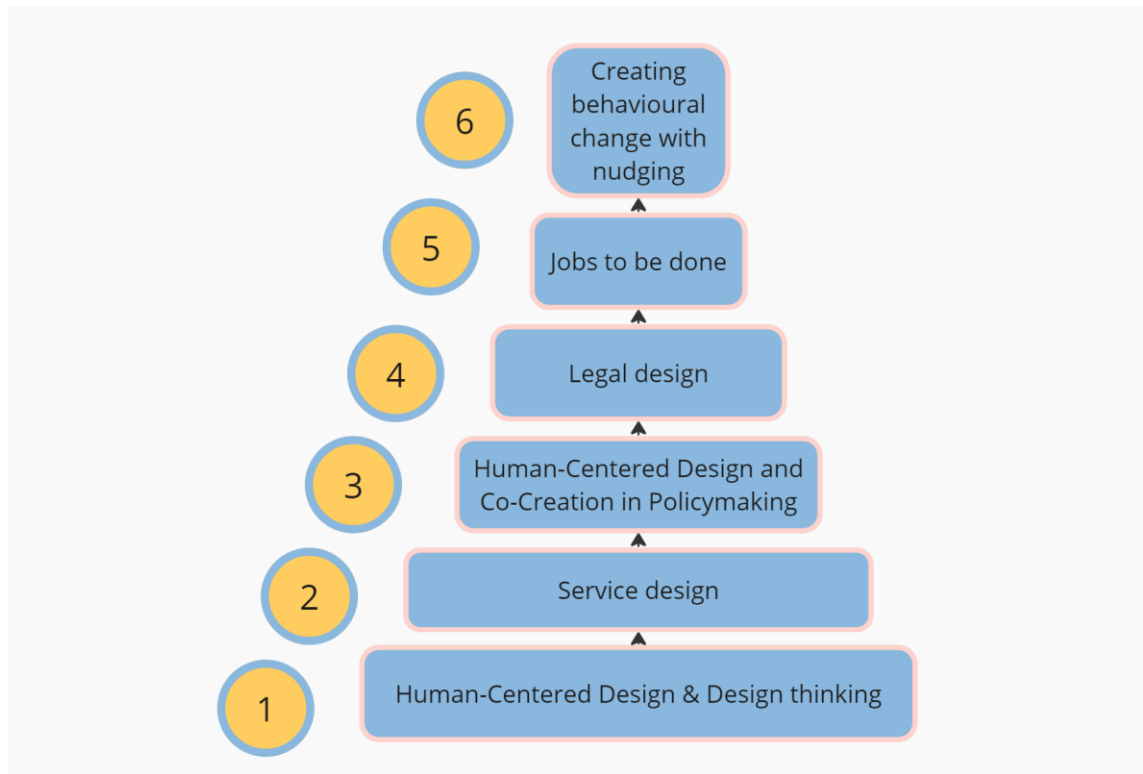 6
Creating
behavioural
change with
nudging
5
Jobs to be done
4
Legal design
3
Human-Centered Design and
Co-Creation in Policymaking
2
Service design
1
Human-Centered Design & Design thinking